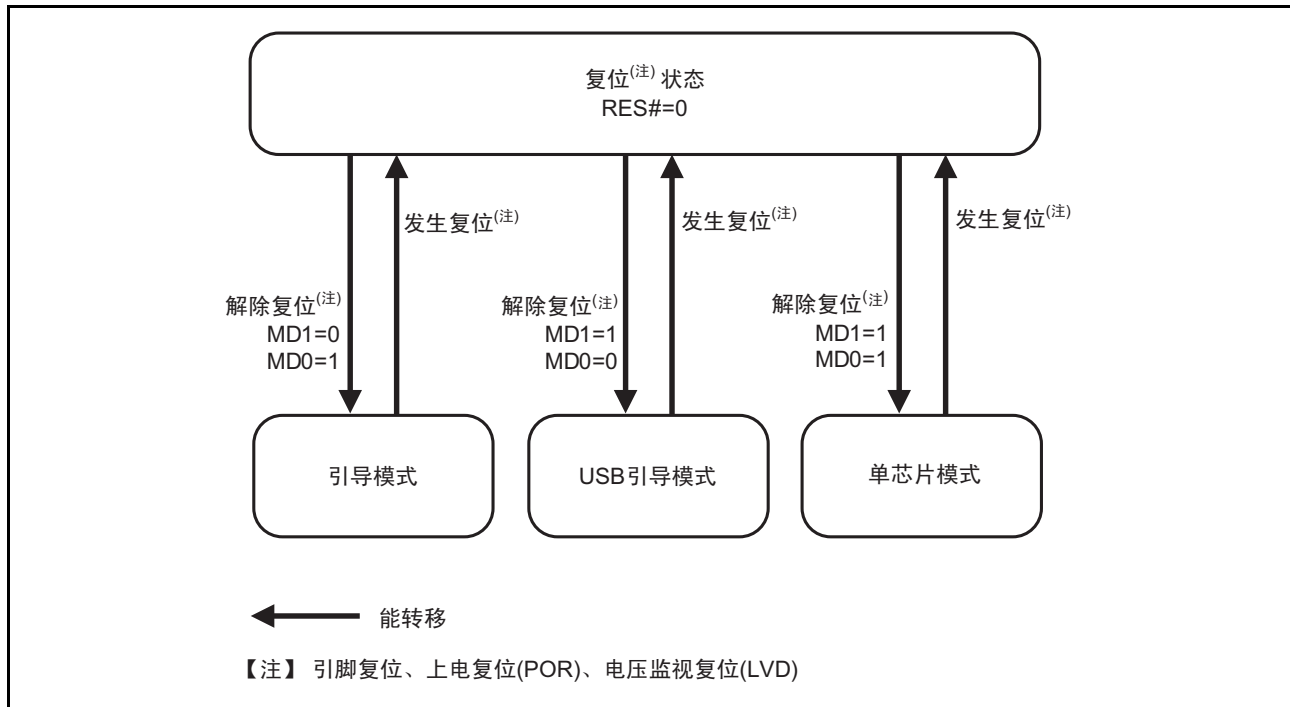 复位(注) 状态
RES#=0
发生复位(注)
发生复位(注)
发生复位(注)
解除复位(注)
MD1=0
MD0=1
解除复位(注)
MD1=1
MD0=0
解除复位(注)
MD1=1
MD0=1
引导模式
USB引导模式
单芯片模式
能转移
【注】 引脚复位、上电复位(POR)、电压监视复位(LVD)